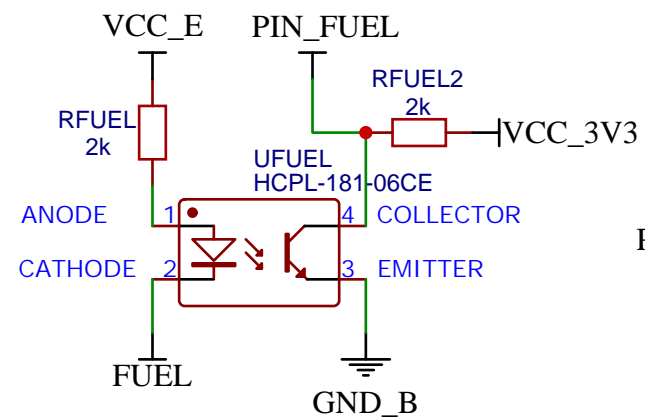 VCC_E
PIN_FUEL
RFUEL
2k
RFUEL2
2k
VCC_3V3
UFUEL
HCPL-181-06CE
ANODE
1
4
COLLECTOR
CATHODE
2
3
EMITTER
FUEL
GND_B